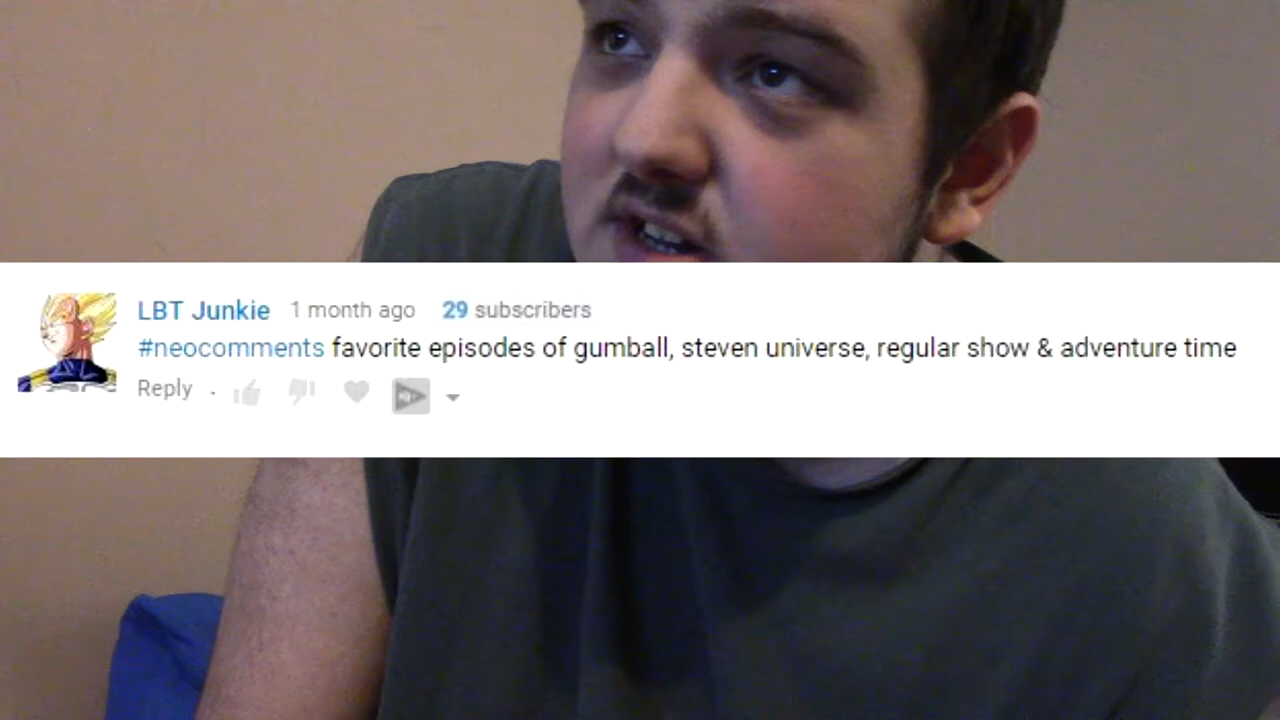 LBT Junkie 1 month ago 29 subscribers
#neocomments favorite episodes of gumball, steven universe, regular show & adventure time
Reply .